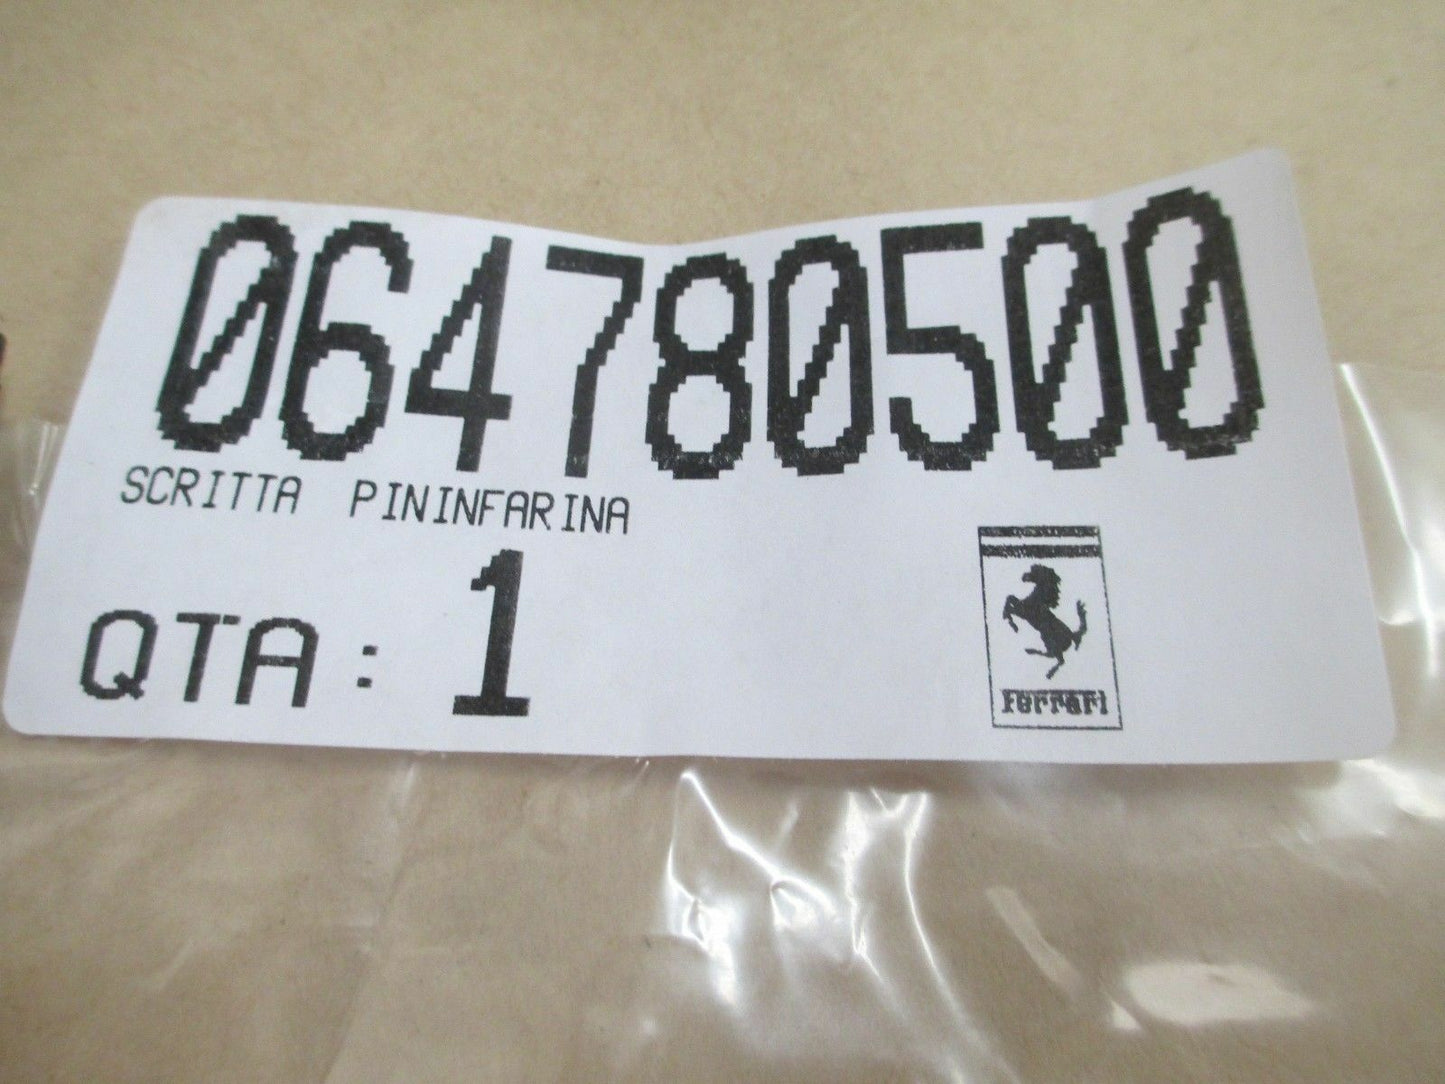 064780500
SCRITTA PININFARINA
QTA: 1
Ferrari